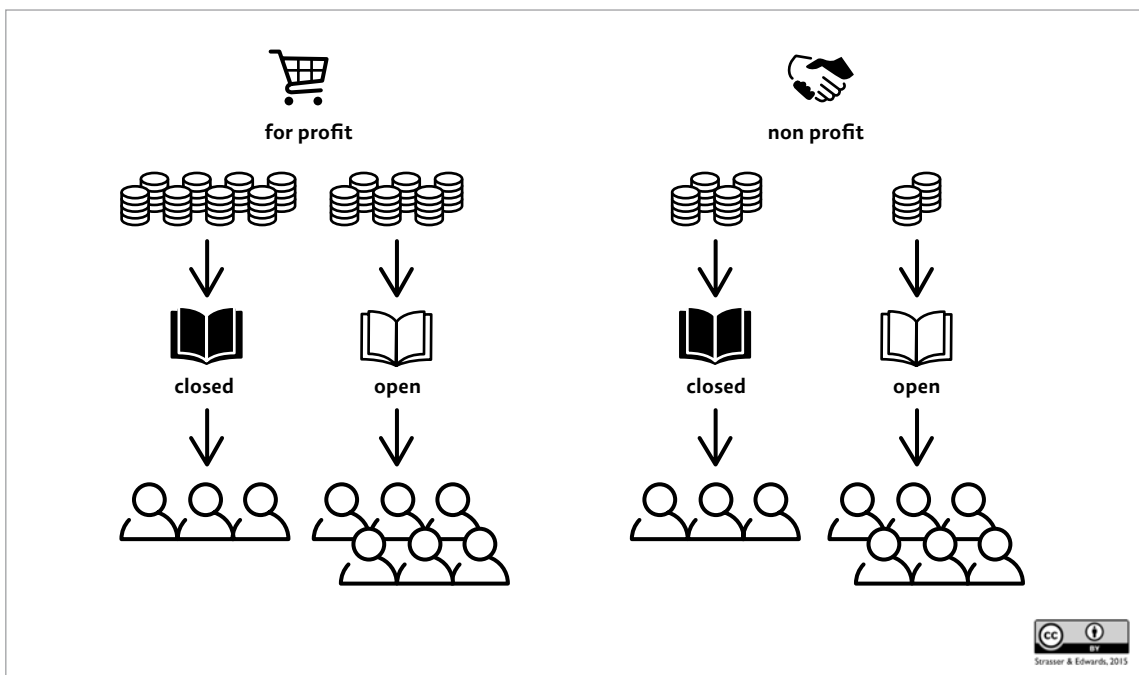 for profit
non profit
closed
open
closed
open
cc
BY
Strasser & Edwards, 2015